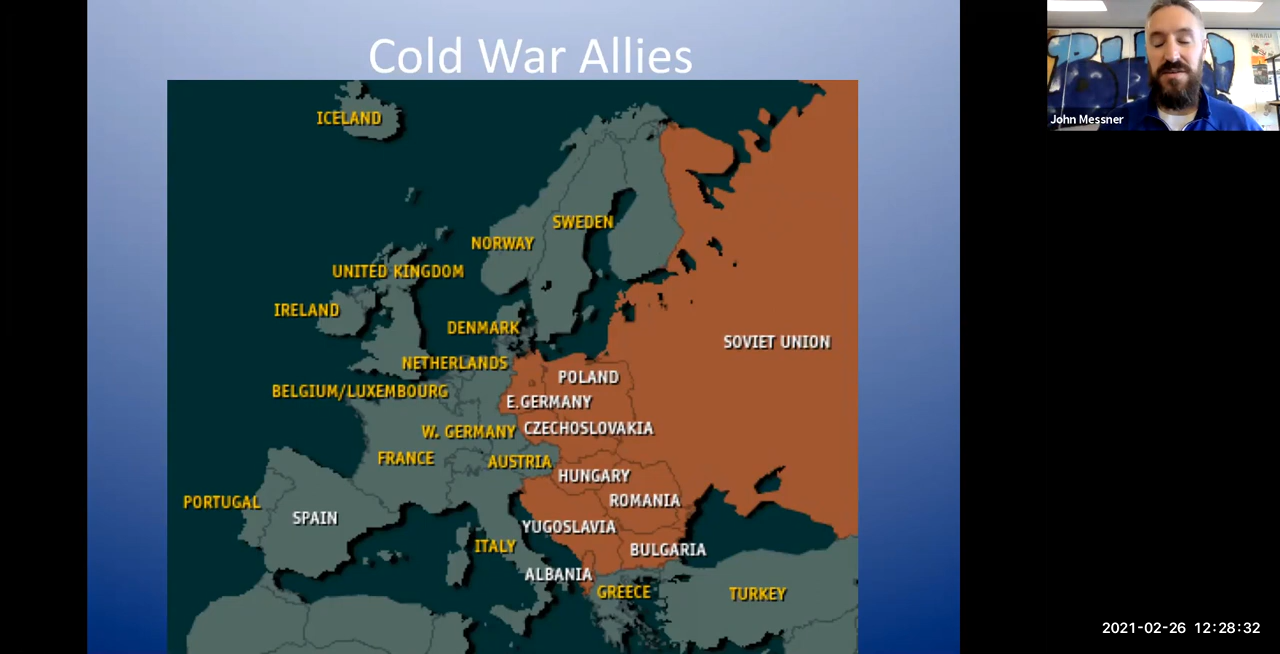 Cold War Allies
John Messner
ICELAND
SWEDEN
NORWAY
UNITED KINGDOM
IRELAND
DENMARK
SOVIET UNION
NETHERLANDS
POLAND
BELGIUM/LUXEMBOURG
E.GERMANY
W. GERMANY
CZECHOSLOVAKIA
FRANCE
AUSTRIA
HUNGARY
PORTUGAL
ROMANIA
SPAIN
YUGOSLAVIA
ITALY
BULGARIA
ALBANIA
GREECE
TURKEY
2021-02-26 12:28:32